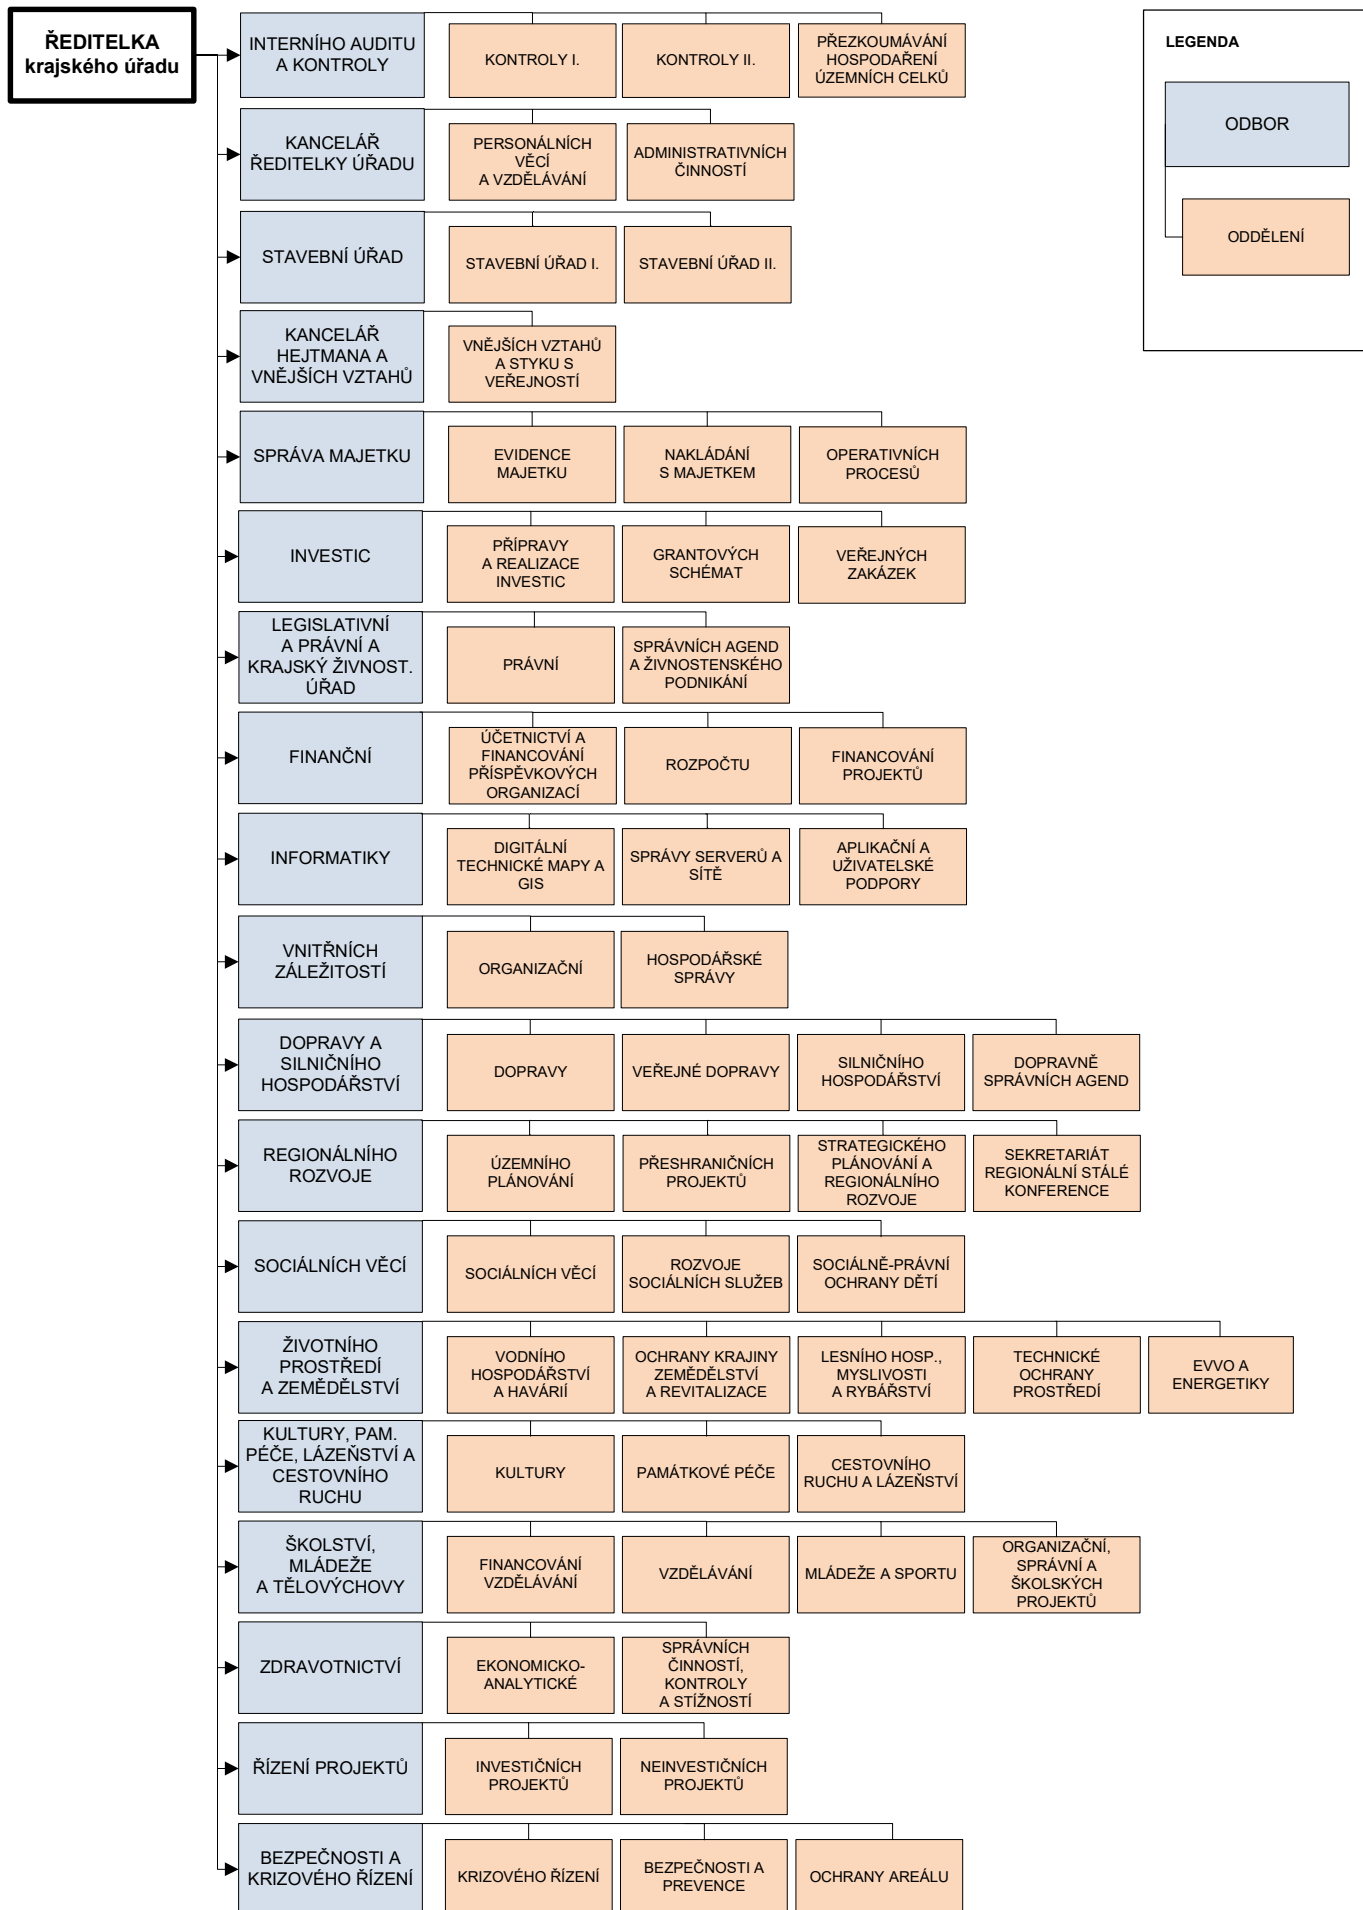 ŘEDITELKA
krajského úřadu
INTERNÍHO AUDITU
A KONTROLY
KONTROLY I.
KONTROLY II.
PŘEZKOUMÁVÁNÍ
HOSPODAŘENÍ
ÚZEMNÍCH CELKŮ
LEGENDA
ODBOR
ODDĚLENÍ
KANCELÁŘ
ŘEDITELKY ÚŘADU
PERSONÁLNÍCH
VĚCÍ
A VZDĚLÁVÁNÍ
ADMINISTRATIVNÍCH
ČINNOSTÍ
STAVEBNÍ ÚŘAD
STAVEBNÍ ÚŘAD I.
STAVEBNÍ ÚŘAD II.
KANCELÁŘ
HEJTMANA A
VNĚJŠÍCH VZTAHŮ
VNĚJŠÍCH VZTAHŮ
A STYKU S
VEŘEJNOSTÍ
SPRÁVA MAJETKU
EVIDENCE
MAJETKU
NAKLÁDÁNÍ
S MAJETKEM
OPERATIVNÍCH
PROCESŮ
INVESTIC
PŘÍPRAVY
A REALIZACE
INVESTIC
GRANTOVÝCH
SCHÉMAT
VEŘEJNÝCH
ZAKÁZEK
LEGISLATIVNÍ
A PRÁVNÍ A
KRAJSKÝ ŽIVNOST.
ÚŘAD
PRÁVNÍ
SPRÁVNÍCH AGEND
A ŽIVNOSTENSKÉHO
PODNIKÁNÍ
FINANČNÍ
ÚČETNICTVÍ A
FINANCOVÁNÍ
PŘÍSPĚVKOVÝCH
ORGANIZACÍ
ROZPOČTU
FINANCOVÁNÍ
PROJEKTŮ
INFORMATIKY
DIGITÁLNÍ
TECHNICKÉ MAPY A
GIS
SPRÁVY SERVERŮ A
SÍTĚ
APLIKAČNÍ A
UŽIVATELSKÉ
PODPORY
VNITŘNÍCH
ZÁLEŽITOSTÍ
ORGANIZAČNÍ
HOSPODÁŘSKÉ
SPRÁVY
DOPRAVY A
SILNIČNÍHO
HOSPODÁŘSTVÍ
DOPRAVY
VEŘEJNÉ DOPRAVY
SILNIČNÍHO
HOSPODÁŘSTVÍ
DOPRAVNĚ
SPRÁVNÍCH AGEND
REGIONÁLNÍHO
ROZVOJE
ÚZEMNÍHO
PLÁNOVÁNÍ
PŘESHRANIČNÍCH
PROJEKTŮ
STRATEGICKÉHO
PLÁNOVÁNÍ A
REGIONÁLNÍHO
ROZVOJE
SEKRETARIÁT
REGIONÁLNÍ STÁLÉ
KONFERENCE
SOCIÁLNÍCH VĚCÍ
SOCIÁLNÍCH VĚCÍ
ROZVOJE
SOCIÁLNÍCH SLUŽEB
SOCIÁLNĚ-PRÁVNÍ
OCHRANY DĚTÍ
ŽIVOTNÍHO
PROSTŘEDÍ
A ZEMĚDĚLSTVÍ
VODNÍHO
HOSPODÁŘSTVÍ
A HAVÁRIÍ
OCHRANY KRAJINY
ZEMĚDĚLSTVÍ
A REVITALIZACE
LESNÍHO HOSP.,
MYSLIVOSTI
A RYBÁŘSTVÍ
TECHNICKÉ
OCHRANY
PROSTŘEDÍ
EVVO A
ENERGETIKY
KULTURY, PAM.
PÉČE, LÁZEŇSTVÍ A
CESTOVNÍHO
RUCHU
KULTURY
PAMÁTKOVÉ PÉČE
CESTOVNÍHO
RUCHU A LÁZEŇSTVÍ
ŠKOLSTVÍ,
MLÁDEŽE
A TĚLOVÝCHOVY
FINANCOVÁNÍ
VZDĚLÁVÁNÍ
VZDĚLÁVÁNÍ
MLÁDEŽE A SPORTU
ORGANIZAČNÍ,
SPRÁVNÍ A
ŠKOLSKÝCH
PROJEKTŮ
ZDRAVOTNICTVÍ
EKONOMICKO-
ANALYTICKÉ
SPRÁVNÍCH
ČINNOSTÍ,
KONTROLY
A STÍŽNOSTÍ
ŘÍZENÍ PROJEKTŮ
INVESTIČNÍCH
PROJEKTŮ
NEINVESTIČNÍCH
PROJEKTŮ
BEZPEČNOSTI A
KRIZOVÉHO ŘÍZENÍ
KRIZOVÉHO ŘÍZENÍ
BEZPEČNOSTI A
PREVENCE
OCHRANY AREÁLU